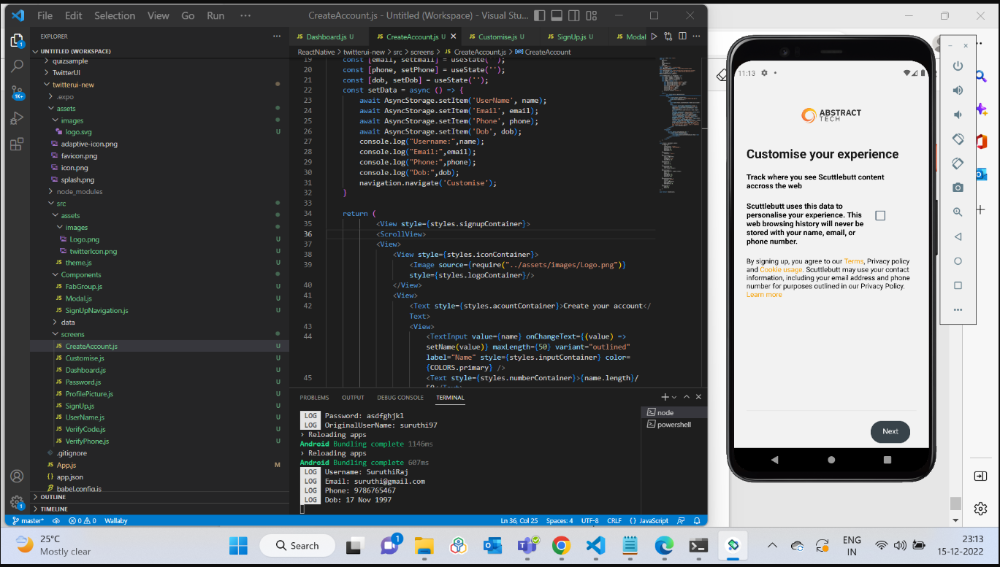 File Edit Selection View Go Run ··· CreateAccount.js - Untitled (Workspace) - Visual Stu...
EXPLORER ···
UNTITLED (WORKSPACE)
quizsample
TwitterUI
twitterui-new
.expo
assets
images
logo.svg U
adaptive-icon.png
favicon.png
icon.png
splash.png
node_modules
src
assets
images
Logo.png U
twitterIcon.png U
JS theme.js U
Components
JS FabGroup.js U
JS Modal.js U
JS SignUpNavigation.js U
data
screens
JS CreateAccount.js U
JS Customise.js U
JS Dashboard.js U
JS Password.js U
JS ProfilePicture.js U
JS SignUp.js U
JS UserName.js U
JS VerifyCode.js U
JS VerifyPhone.js U
.gitignore
JS App.js M
{} app.json
babel.config.js
OUTLINE
TIMELINE
1
1K+
1
JS Dashboard.js U JS CreateAccount.js U JS Customise.js U JS SignUp.js U JS Modal
ReactNative > twitterui-new > src > screens > JS CreateAccount.js > CreateAccount
19 const [email, setEmail] = useState('');
20 const [phone, setPhone] = useState('');
21 const [dob, setDob] = useState('');
22 const setData = async () => {
23 await AsyncStorage.setItem('UserName', name);
24 await AsyncStorage.setItem('Email', email);
25 await AsyncStorage.setItem('Phone', phone);
26 await AsyncStorage.setItem('Dob', dob);
27 console.log("Username:",name);
28 console.log("Email:",email);
29 console.log("Phone:",phone);
30 console.log("Dob:",dob);
31 navigation.navigate('Customise');
32 }
33
34 return (
35 <View style={styles.signupContainer}>
36 <ScrollView>
37 <View>
38 <View style={styles.iconContainer}>
39 <Image source={require("../assets/images/Logo.png")}
style={styles.logoContainer}/>
40 </View>
41 <View>
42 <Text style={styles.acountContainer}>Create your account</
Text>
43 <View>
44 <TextInput value={name} onChangeText={(value) =>
setName(value)} maxLength={50} variant="outlined"
label="Name" style={styles.inputContainer} color=
{COLORS.primary} />
45 <Text style={styles.numberContainer}>{name.length}/
50</Text>
PROBLEMS OUTPUT DEBUG CONSOLE TERMINAL
LOG Password: asdfghjkl
LOG OriginalUserName: suruthi97
› Reloading apps
Android Bundling complete 1146ms
› Reloading apps
Android Bundling complete 607ms
LOG Username: SuruthiRaj
LOG Email: suruthi@gmail.com
LOG Phone: 9786765467
LOG Dob: 17 Nov 1997
node
powershell
master* 0 0 Wallaby Ln 36, Col 25 Spaces: 4 UTF-8 CRLF {} JavaScript
11:13
ABSTRACT
TECH
Customise your experience
Track where you see Scuttlebutt content
accross the web
Scuttlebutt uses this data to
personalise your experience. This
web browsing history will never be
stored with your name, email, or
phone number.
By signing up, you agree to our Terms, Privacy policy
and Cookie usage. Scuttlebutt may use your contact
information, including your email address and phone
number for purposes outlined in our Privacy Policy.
Learn more
Next
25°C
Mostly clear
Search
1
ENG
IN
23:13
15-12-2022